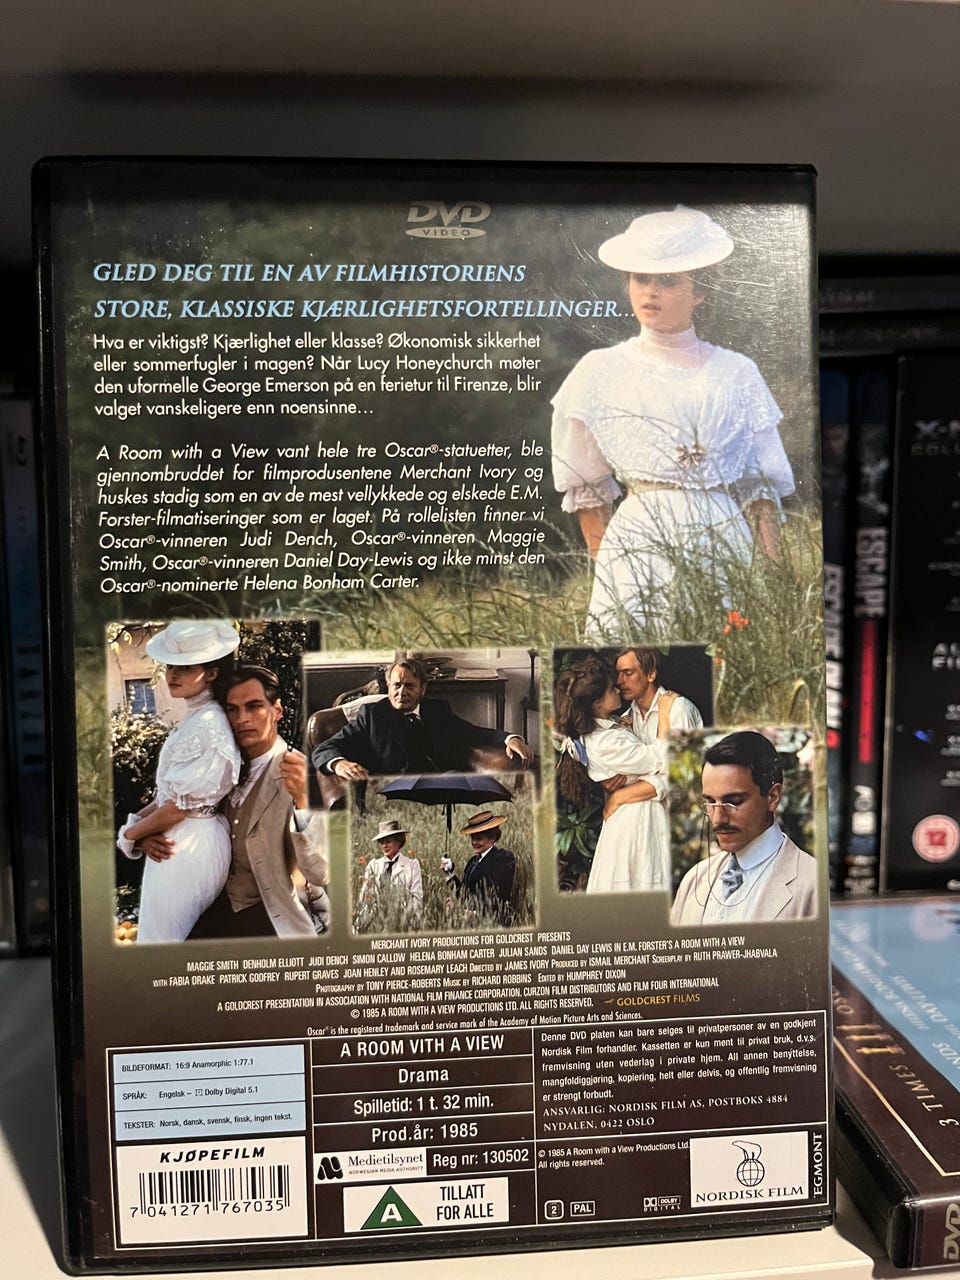 DVD
VIDEO
GLED DEG TIL EN AV FILMHISTORIENS
STORE, KLASSISKE KJÆRLIGHETSFORTELLINGER...
Hva er viktigst? Kjærlighet eller klasse? Økonomisk sikkerhet
eller sommerfugler i magen? Når Lucy Honeychurch møter
den uformelle George Emerson på en ferietur til Firenze, blir
valget vanskeligere enn noensinne...
A Room with a View vant hele tre Oscar®-statuetter, ble
gjennombruddet for filmprodusentene Merchant Ivory og
huskes stadig som en av de mest vellykkede og elskede E.M.
Forster-filmatiseringer som er laget. På rollelisten finner vi
Oscar®-vinneren Judi Dench, Oscar®-vinneren Maggie
Smith, Oscar®-vinneren Daniel Day-Lewis og ikke minst den
Oscar®-nominerte Helena Bonham Carter.
MERCHANT IVORY PRODUCTIONS FOR GOLDCREST PRESENTS
MAGGIE SMITH DENHOLM ELLIOTT JUDI DENCH SIMON CALLOW HELENA BONHAM CARTER JULIAN SANDS DANIEL DAY LEWIS IN E.M. FORSTER'S A ROOM WITH A VIEW
WITH FABIA DRAKE PATRICK GODFREY RUPERT GRAVES JOAN HENLEY AND ROSEMARY LEACH DIRECTED BY JAMES IVORY PRODUCED BY ISMAIL MERCHANT SCREENPLAY BY RUTH PRAWER-JHABVALA
PHOTOGRAPHY BY TONY PIERCE-ROBERTS MUSIC BY RICHARD ROBBINS EDITED BY HUMPHREY DIXON
A GOLDCREST PRESENTATION IN ASSOCIATION WITH NATIONAL FILM FINANCE CORPORATION, CURZON FILM DISTRIBUTORS AND FILM FOUR INTERNATIONAL
© 1985 A ROOM WITH A VIEW PRODUCTIONS LTD. ALL RIGHTS RESERVED. GOLDCREST FILMS
Oscar® is the registered trademark and service mark of the Academy of Motion Picture Arts and Sciences.
BILDEFORMAT: 16:9 Anamorphic 1:77.1
SPRÅK: Engelsk – Dolby Digital 5.1
TEKSTER: Norsk, dansk, svensk, finsk, ingen tekst.
KJØPEFILM
7 041271 767035
A ROOM VITH A VIEW
Drama
Spilletid: 1 t. 32 min.
Prod.år: 1985
Medietilsynet
NORWEGIAN MEDIA AUTHORITY
Reg nr: 130502
A
TILLATT
FOR ALLE
Denne DVD platen kan bare selges til privatpersoner av en godkjent
Nordisk Film forhandler. Kassetten er kun ment til privat bruk, d.v.s.
fremvisning uten vederlag i private hjem. All annen benyttelse,
mangfoldiggjøring, kopiering, helt eller delvis, og offentlig fremvisning
er strengt forbudt.
ANSVARLIG: NORDISK FILM AS, POSTBOKS 4884
NYDALEN, 0422 OSLO
© 1985 A Room with a View Productions Ltd.
All rights reserved.
2
PAL
DOLBY
DIGITAL
NORDISK FILM
EGMONT
ESCAPE
12
3 TIMES
DVD